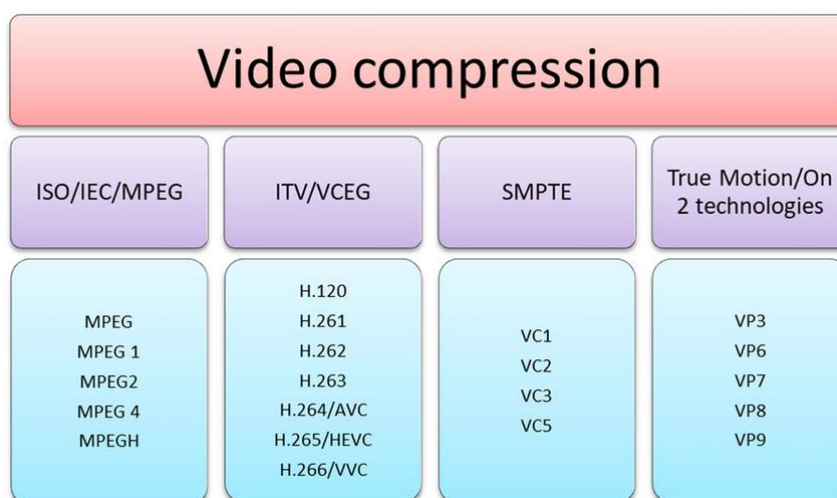 Video compression
ISO/IEC/MPEG
ITV/VCEG
SMPTE
True Motion/On
2 technologies
MPEG
MPEG 1
MPEG2
MPEG 4
MPEGH
H.120
H.261
H.262
H.263
H.264/AVC
H.265/HEVC
H.266/VVC
VC1
VC2
VC3
VC5
VP3
VP6
VP7
VP8
VP9